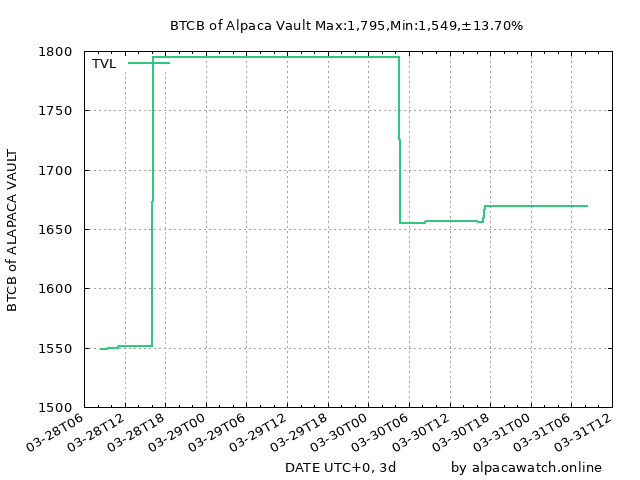 BTCB of Alpaca Vault Max:1,795,Min:1,549,±13.70%
1800
TVL
1750
1700
1650
1600
1550
1500
BTCB of ALAPACA VAULT
03-28T06
03-28T12
03-28T18
03-29T00
03-29T06
03-29T12
03-29T18
03-30T00
03-30T06
03-30T12
03-30T18
03-31T00
03-31T06
03-31T12
DATE UTC+0, 3d
by alpacawatch.online